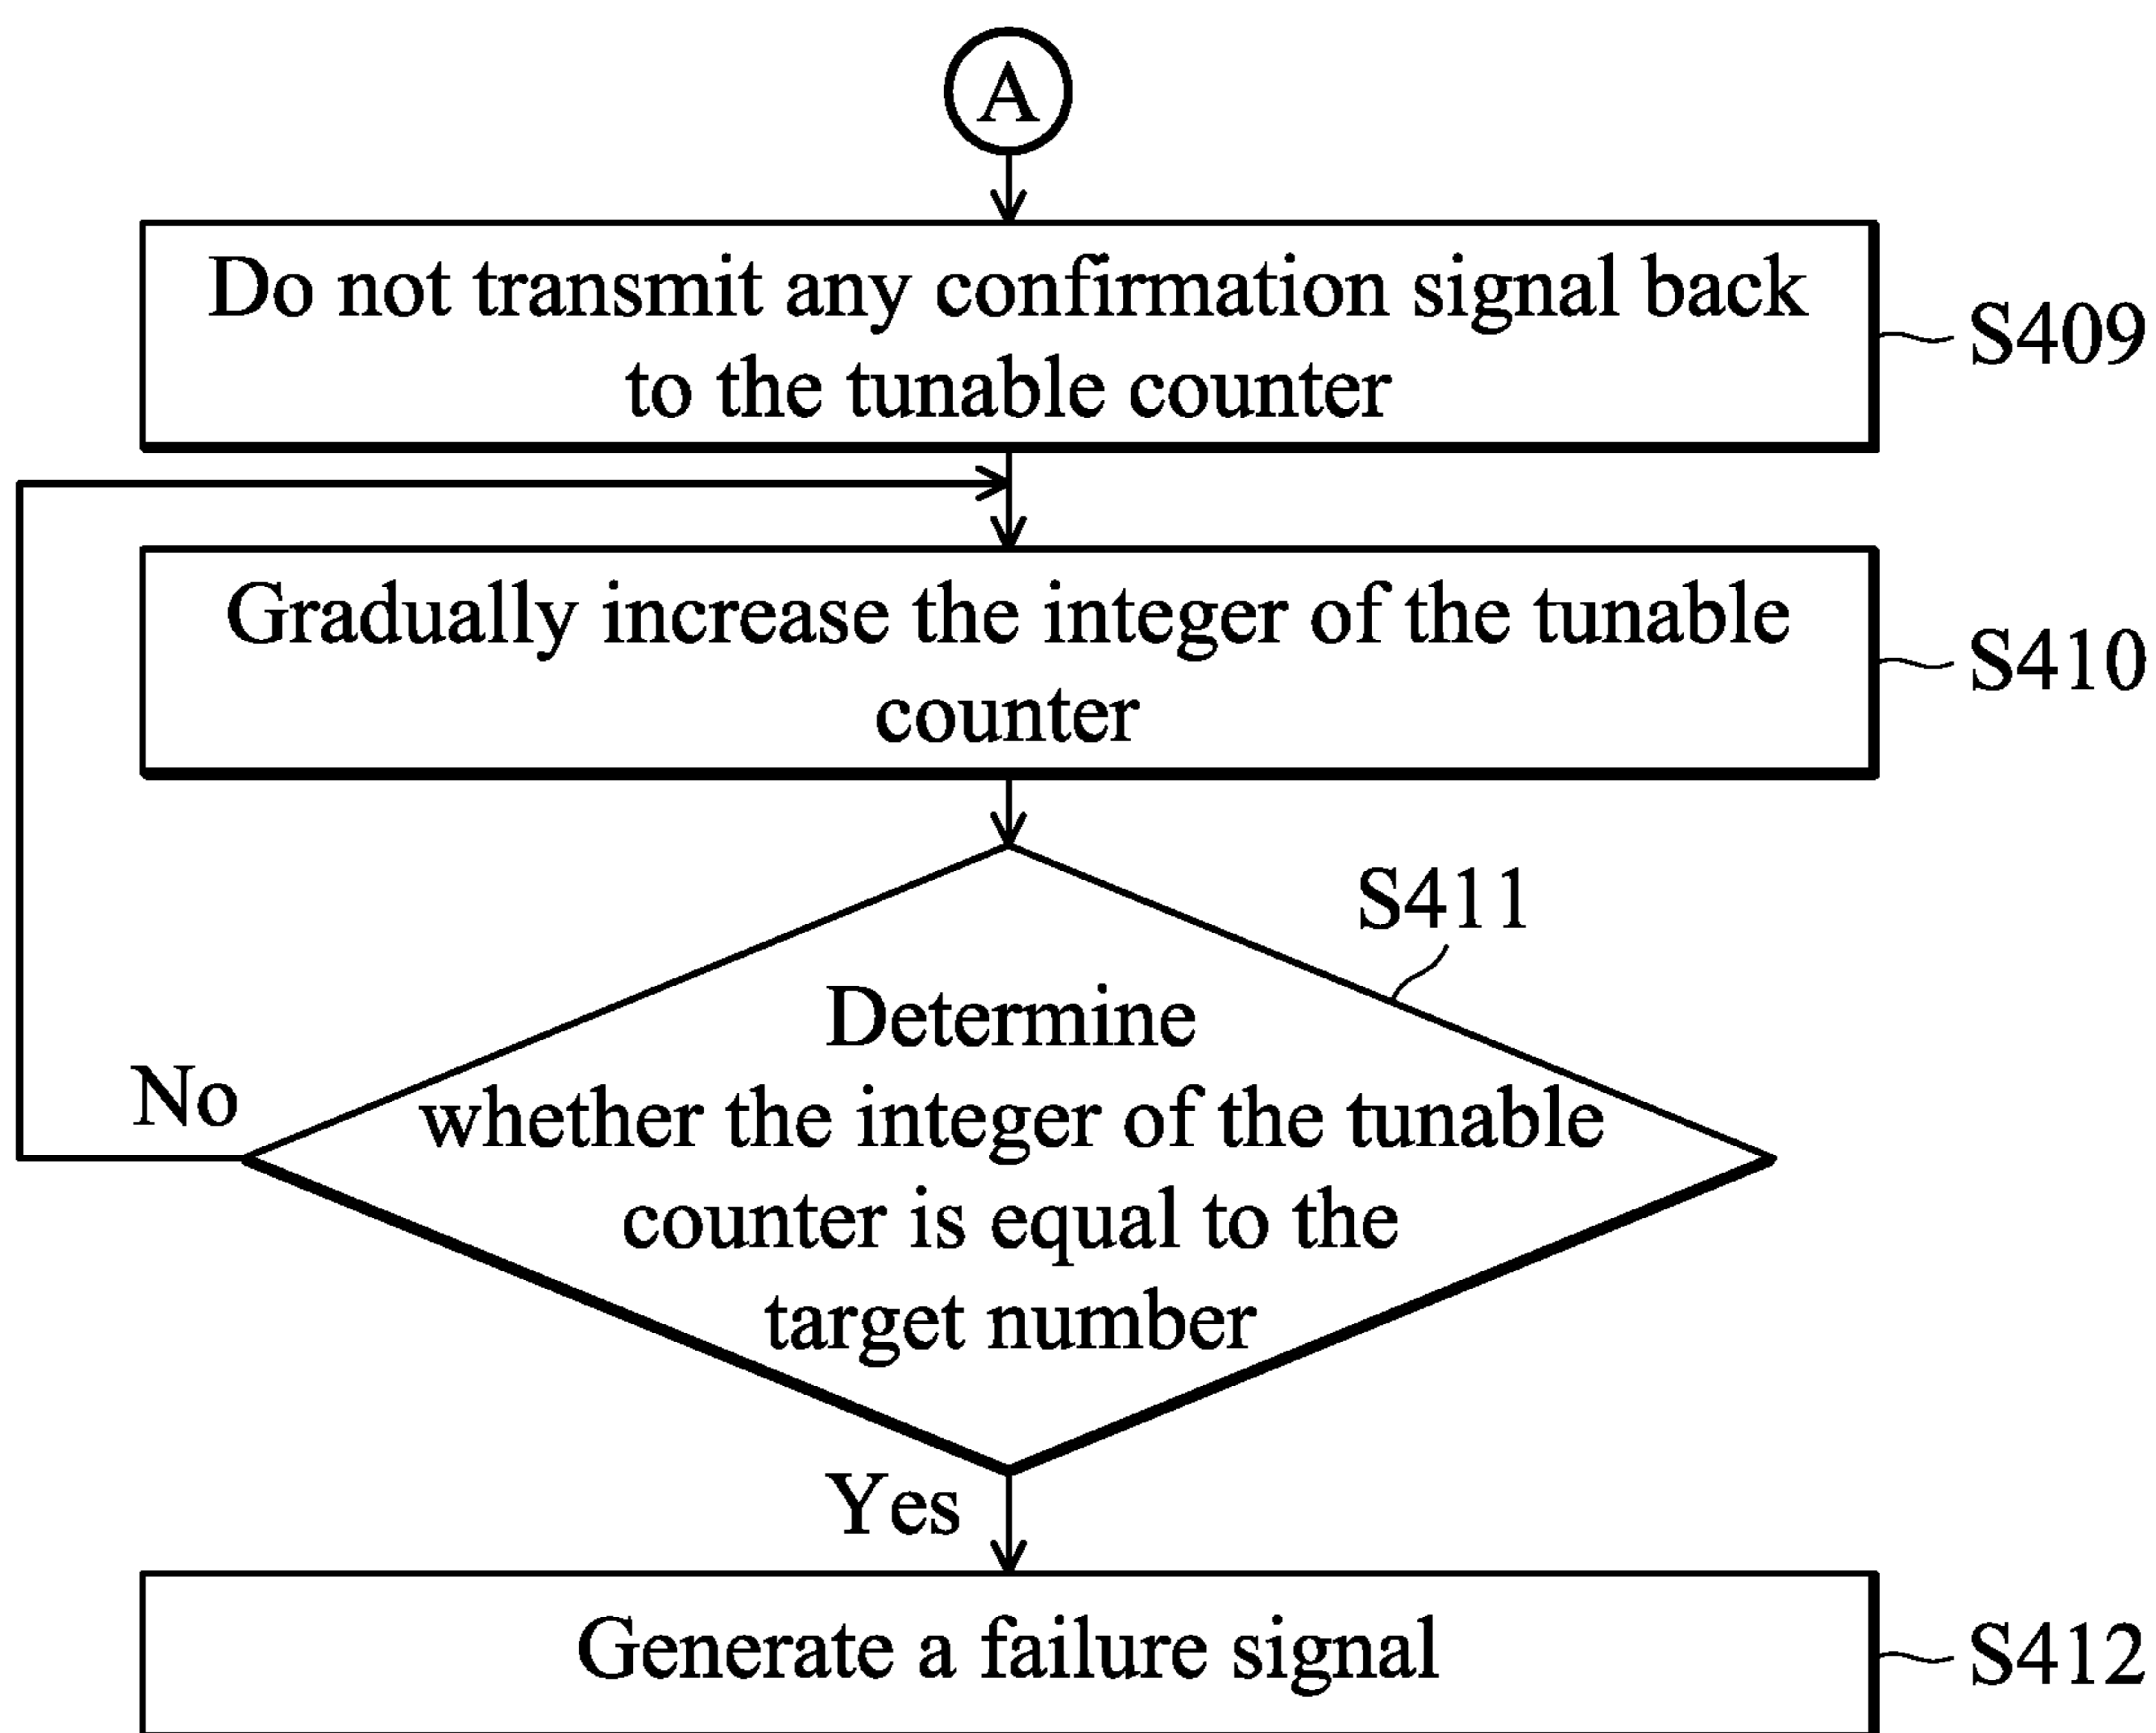 A
Do not transmit any confirmation signal back
to the tunable counter
S409
Gradually increase the integer of the tunable
counter
S410
S411
Determine
whether the integer of the tunable
counter is equal to the
target number
No
Yes
Generate a failure signal
S412